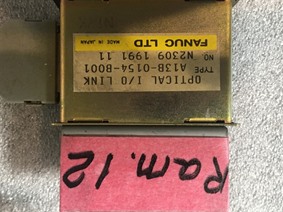 FANUC LTD MADE IN JAPAN
OPTICAL I/O LINK
TYPE A13B-0154-B001
NO N2309 1991.11
Ram. 12